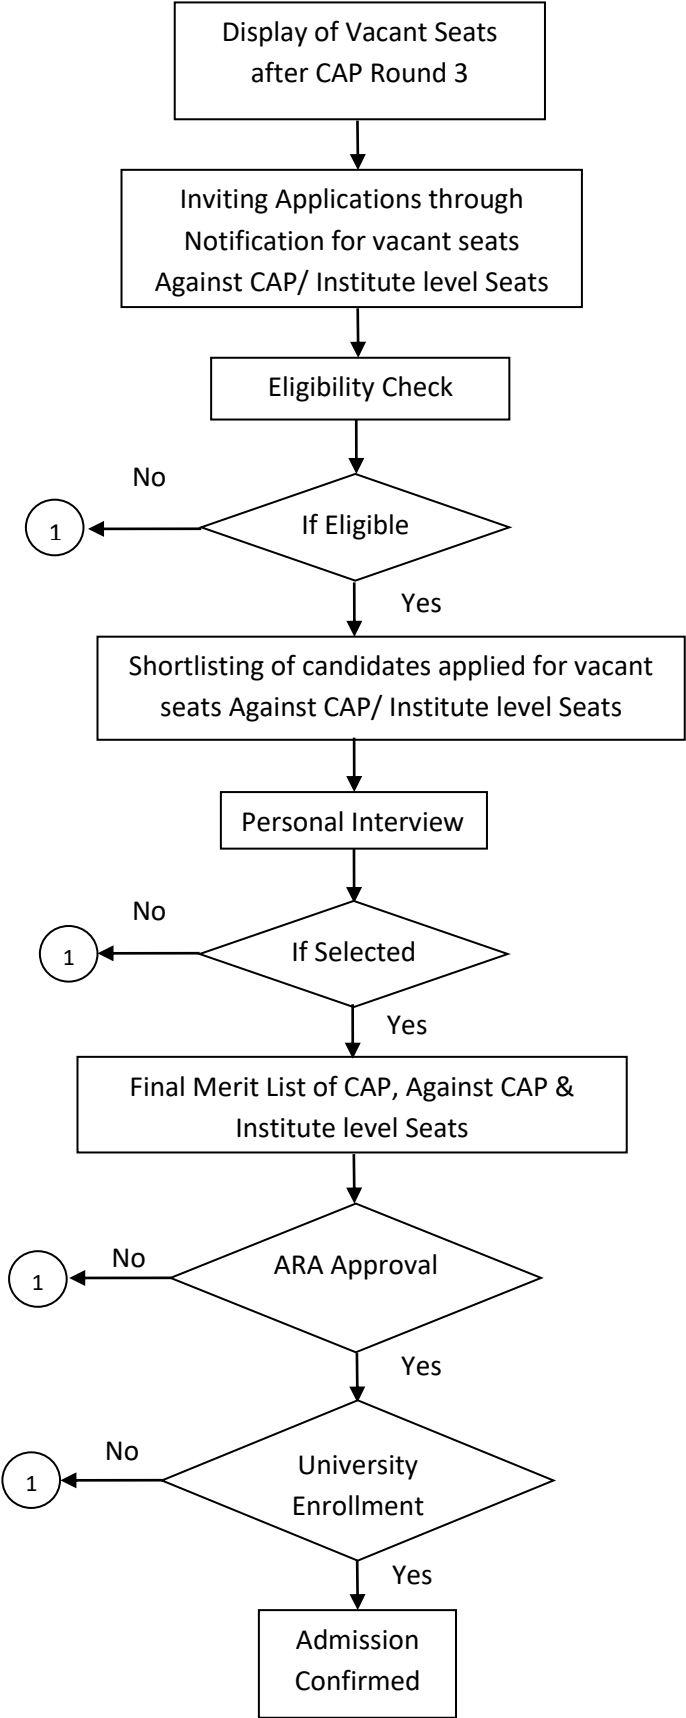 Display of Vacant Seats
after CAP Round 3
Inviting Applications through
Notification for vacant seats
Against CAP/ Institute level Seats
Eligibility Check
No
1
If Eligible
Yes
Shortlisting of candidates applied for vacant
seats Against CAP/ Institute level Seats
Personal Interview
No
1
If Selected
Yes
Final Merit List of CAP, Against CAP &
Institute level Seats
No
1
ARA Approval
Yes
No
1
University
Enrollment
Yes
Admission
Confirmed